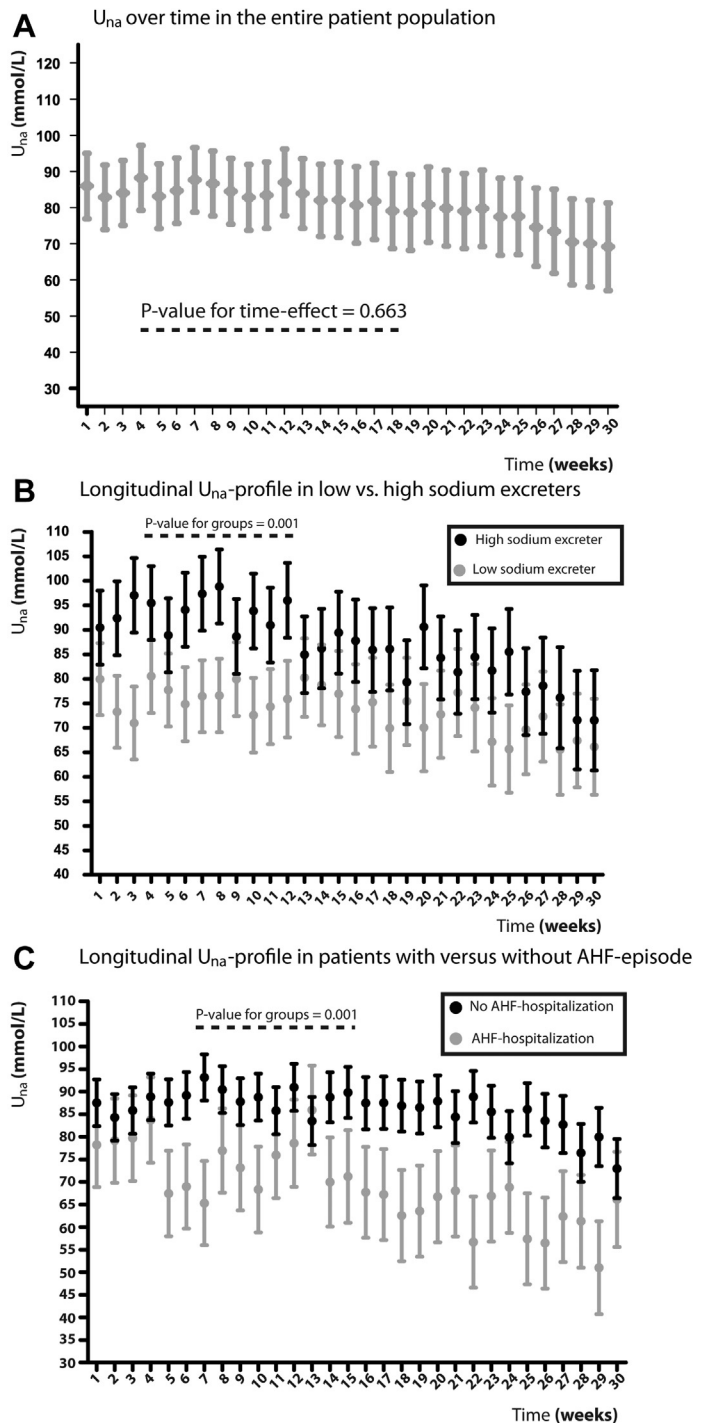 A
Una over time in the entire patient population
Una (mmol/L)
120
110
100
90
80
70
60
50
40
30
P-value for time-effect = 0.663
1 2 3 4 5 6 7 8 9 10 11 12 13 14 15 16 17 18 19 20 21 22 23 24 25 26 27 28 29 30
Time (weeks)
B
Longitudinal Una-profile in low vs. high sodium excreters
Una (mmol/L)
P-value for groups = 0.001
High sodium excreter
Low sodium excreter
110
105
100
95
90
85
80
75
70
65
60
55
50
45
40
1 2 3 4 5 6 7 8 9 10 11 12 13 14 15 16 17 18 19 20 21 22 23 24 25 26 27 28 29 30
Time (weeks)
C
Longitudinal Una-profile in patients with versus without AHF-episode
Una (mmol/L)
P-value for groups = 0.001
No AHF-hospitalization
AHF-hospitalization
110
105
100
95
90
85
80
75
70
65
60
55
50
45
40
35
30
1 2 3 4 5 6 7 8 9 10 11 12 13 14 15 16 17 18 19 20 21 22 23 24 25 26 27 28 29 30
Time (weeks)